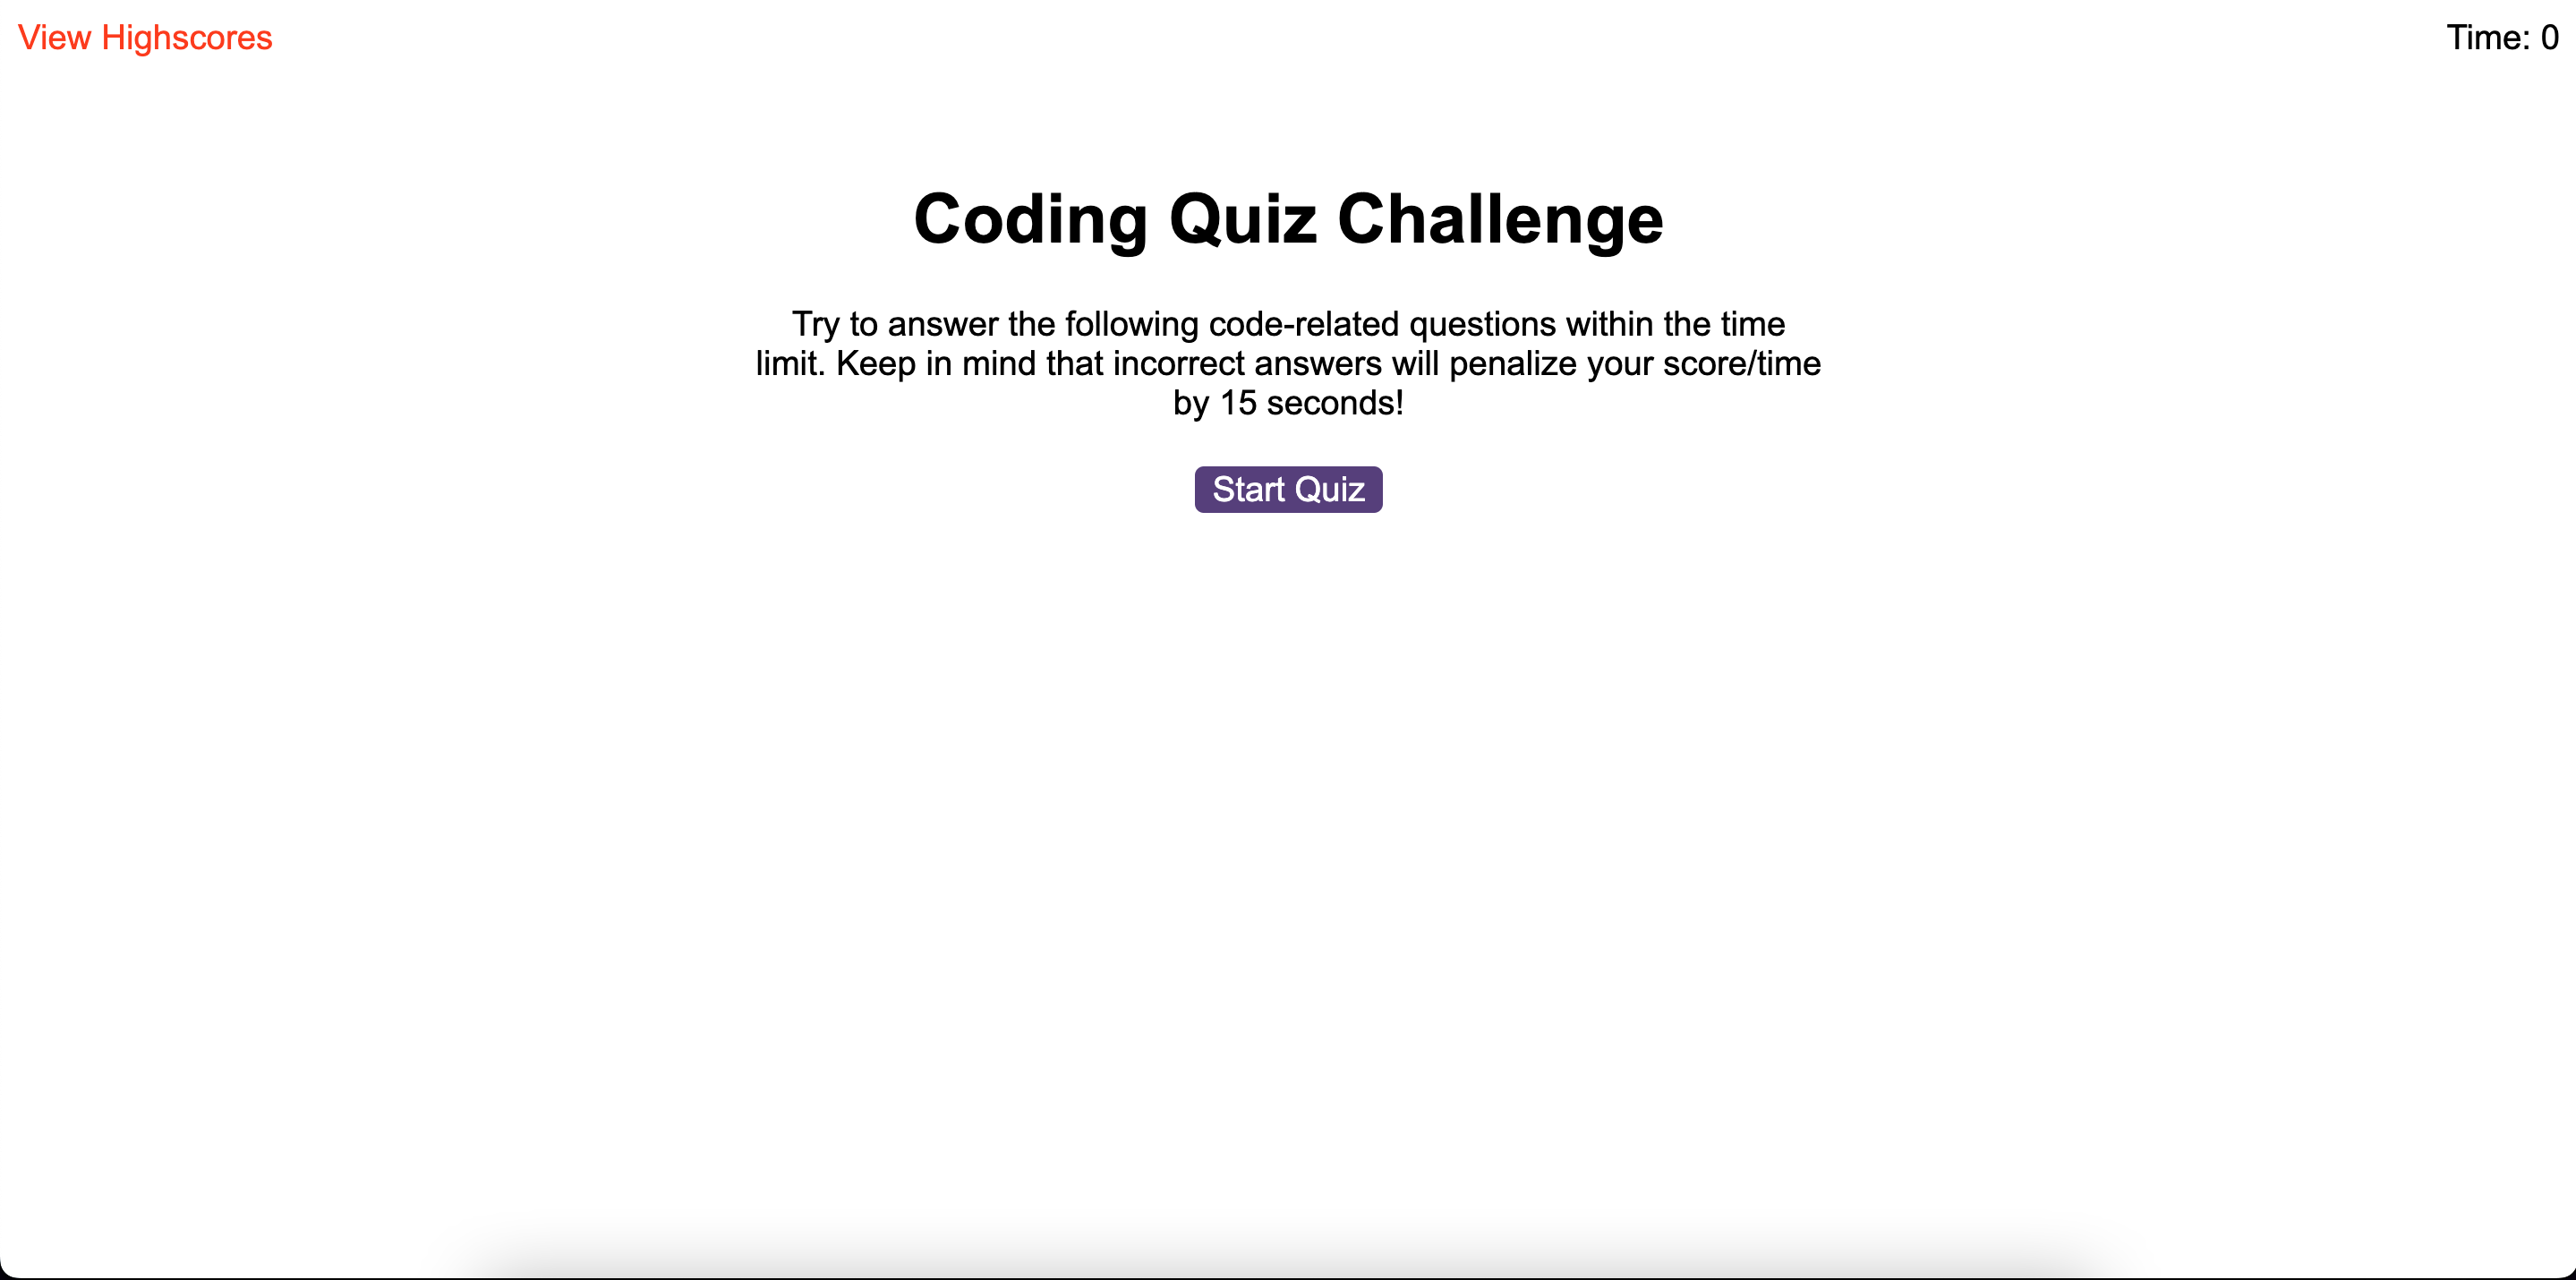 View Highscores
Time: 0
Coding Quiz Challenge
Try to answer the following code-related questions within the time
limit. Keep in mind that incorrect answers will penalize your score/time
by 15 seconds!
Start Quiz